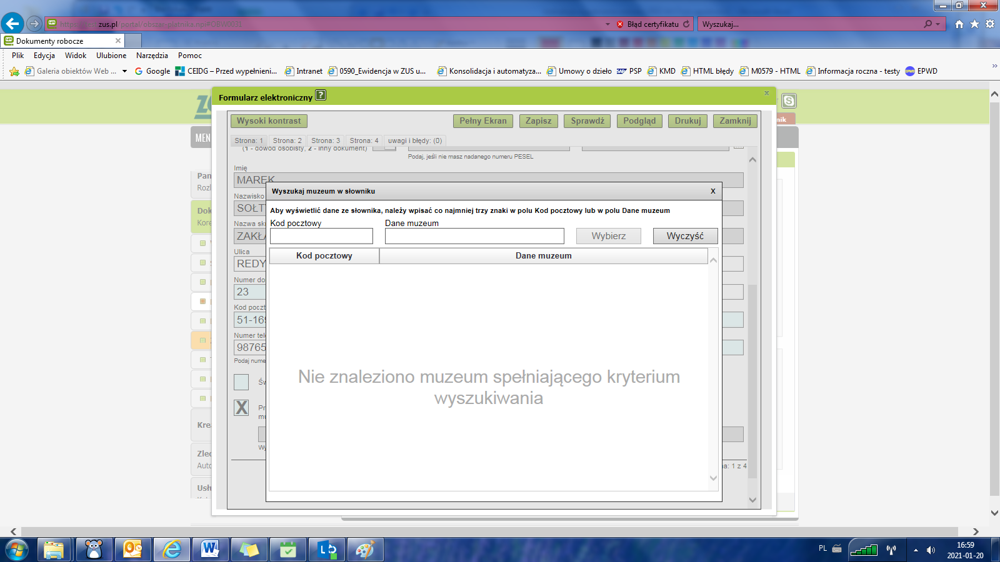 https:// zus.pl/portal/obszar-platnika.npi#OBW0031
Błąd certyfikatu
Wyszukaj...
Dokumenty robocze
Plik Edycja Widok Ulubione Narzędzia Pomoc
Galeria obiektów Web ... Google CEIDG – Przed wypełnieni... Intranet 0590_Ewidencja w ZUS u... Konsolidacja i automatyza... Umowy o dzieło PSP KMD HTML błędy M0579 - HTML Informacja roczna - testy EPWD
Formularz elektroniczny ?
x
MEN
nik
Wysoki kontrast Pełny Ekran Zapisz Sprawdź Podgląd Drukuj Zamknij
Strona: 1 Strona: 2 Strona: 3 Strona: 4 uwagi i błędy: (0)
(1 - dowód osobisty, 2 - inny dokument)
Podaj, jeśli nie masz nadanego numeru PESEL
Imię
MAREK
Nazwisko
SOŁT
Nazwa sk
ZAKŁA
Ulica
REDY
Numer do
23
Kod poczt
51-169
Numer tele
98765
Podaj nume
Św
X
Pr
mu
Wy
na: 1 z 4
Pan
Rozl
Dok
Kore
Krea
Zlec
Auto
Usłu
Wyszukaj muzeum w słowniku
X
Aby wyświetlić dane ze słownika, należy wpisać co najmniej trzy znaki w polu Kod pocztowy lub w polu Dane muzeum
Kod pocztowy Dane muzeum
Wybierz Wyczyść
Kod pocztowy Dane muzeum
Nie znaleziono muzeum spełniającego kryterium
wyszukiwania
PL
16:59
2021-01-20